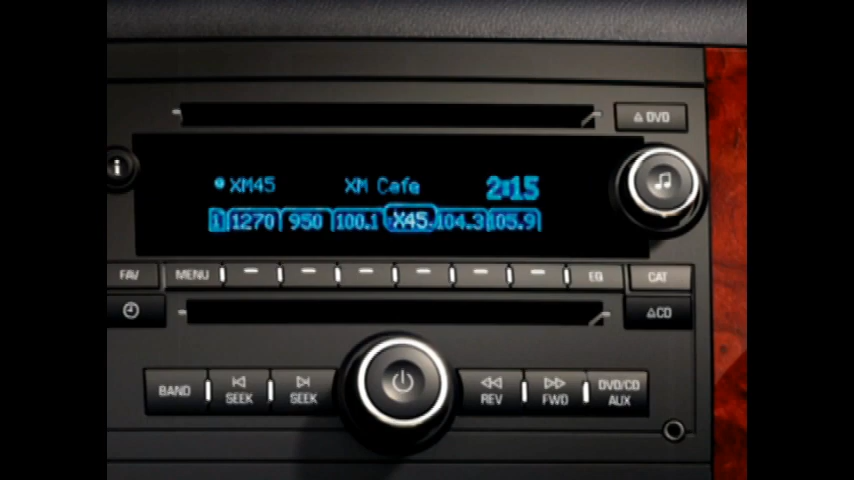 DVD
i
XM45 XM Cafe 2:15
1 1270 950 100.1 X45 104.3 105.9
FAV MENU EQ CAT
CD
BAND SEEK SEEK REV FWD DVD/CD AUX